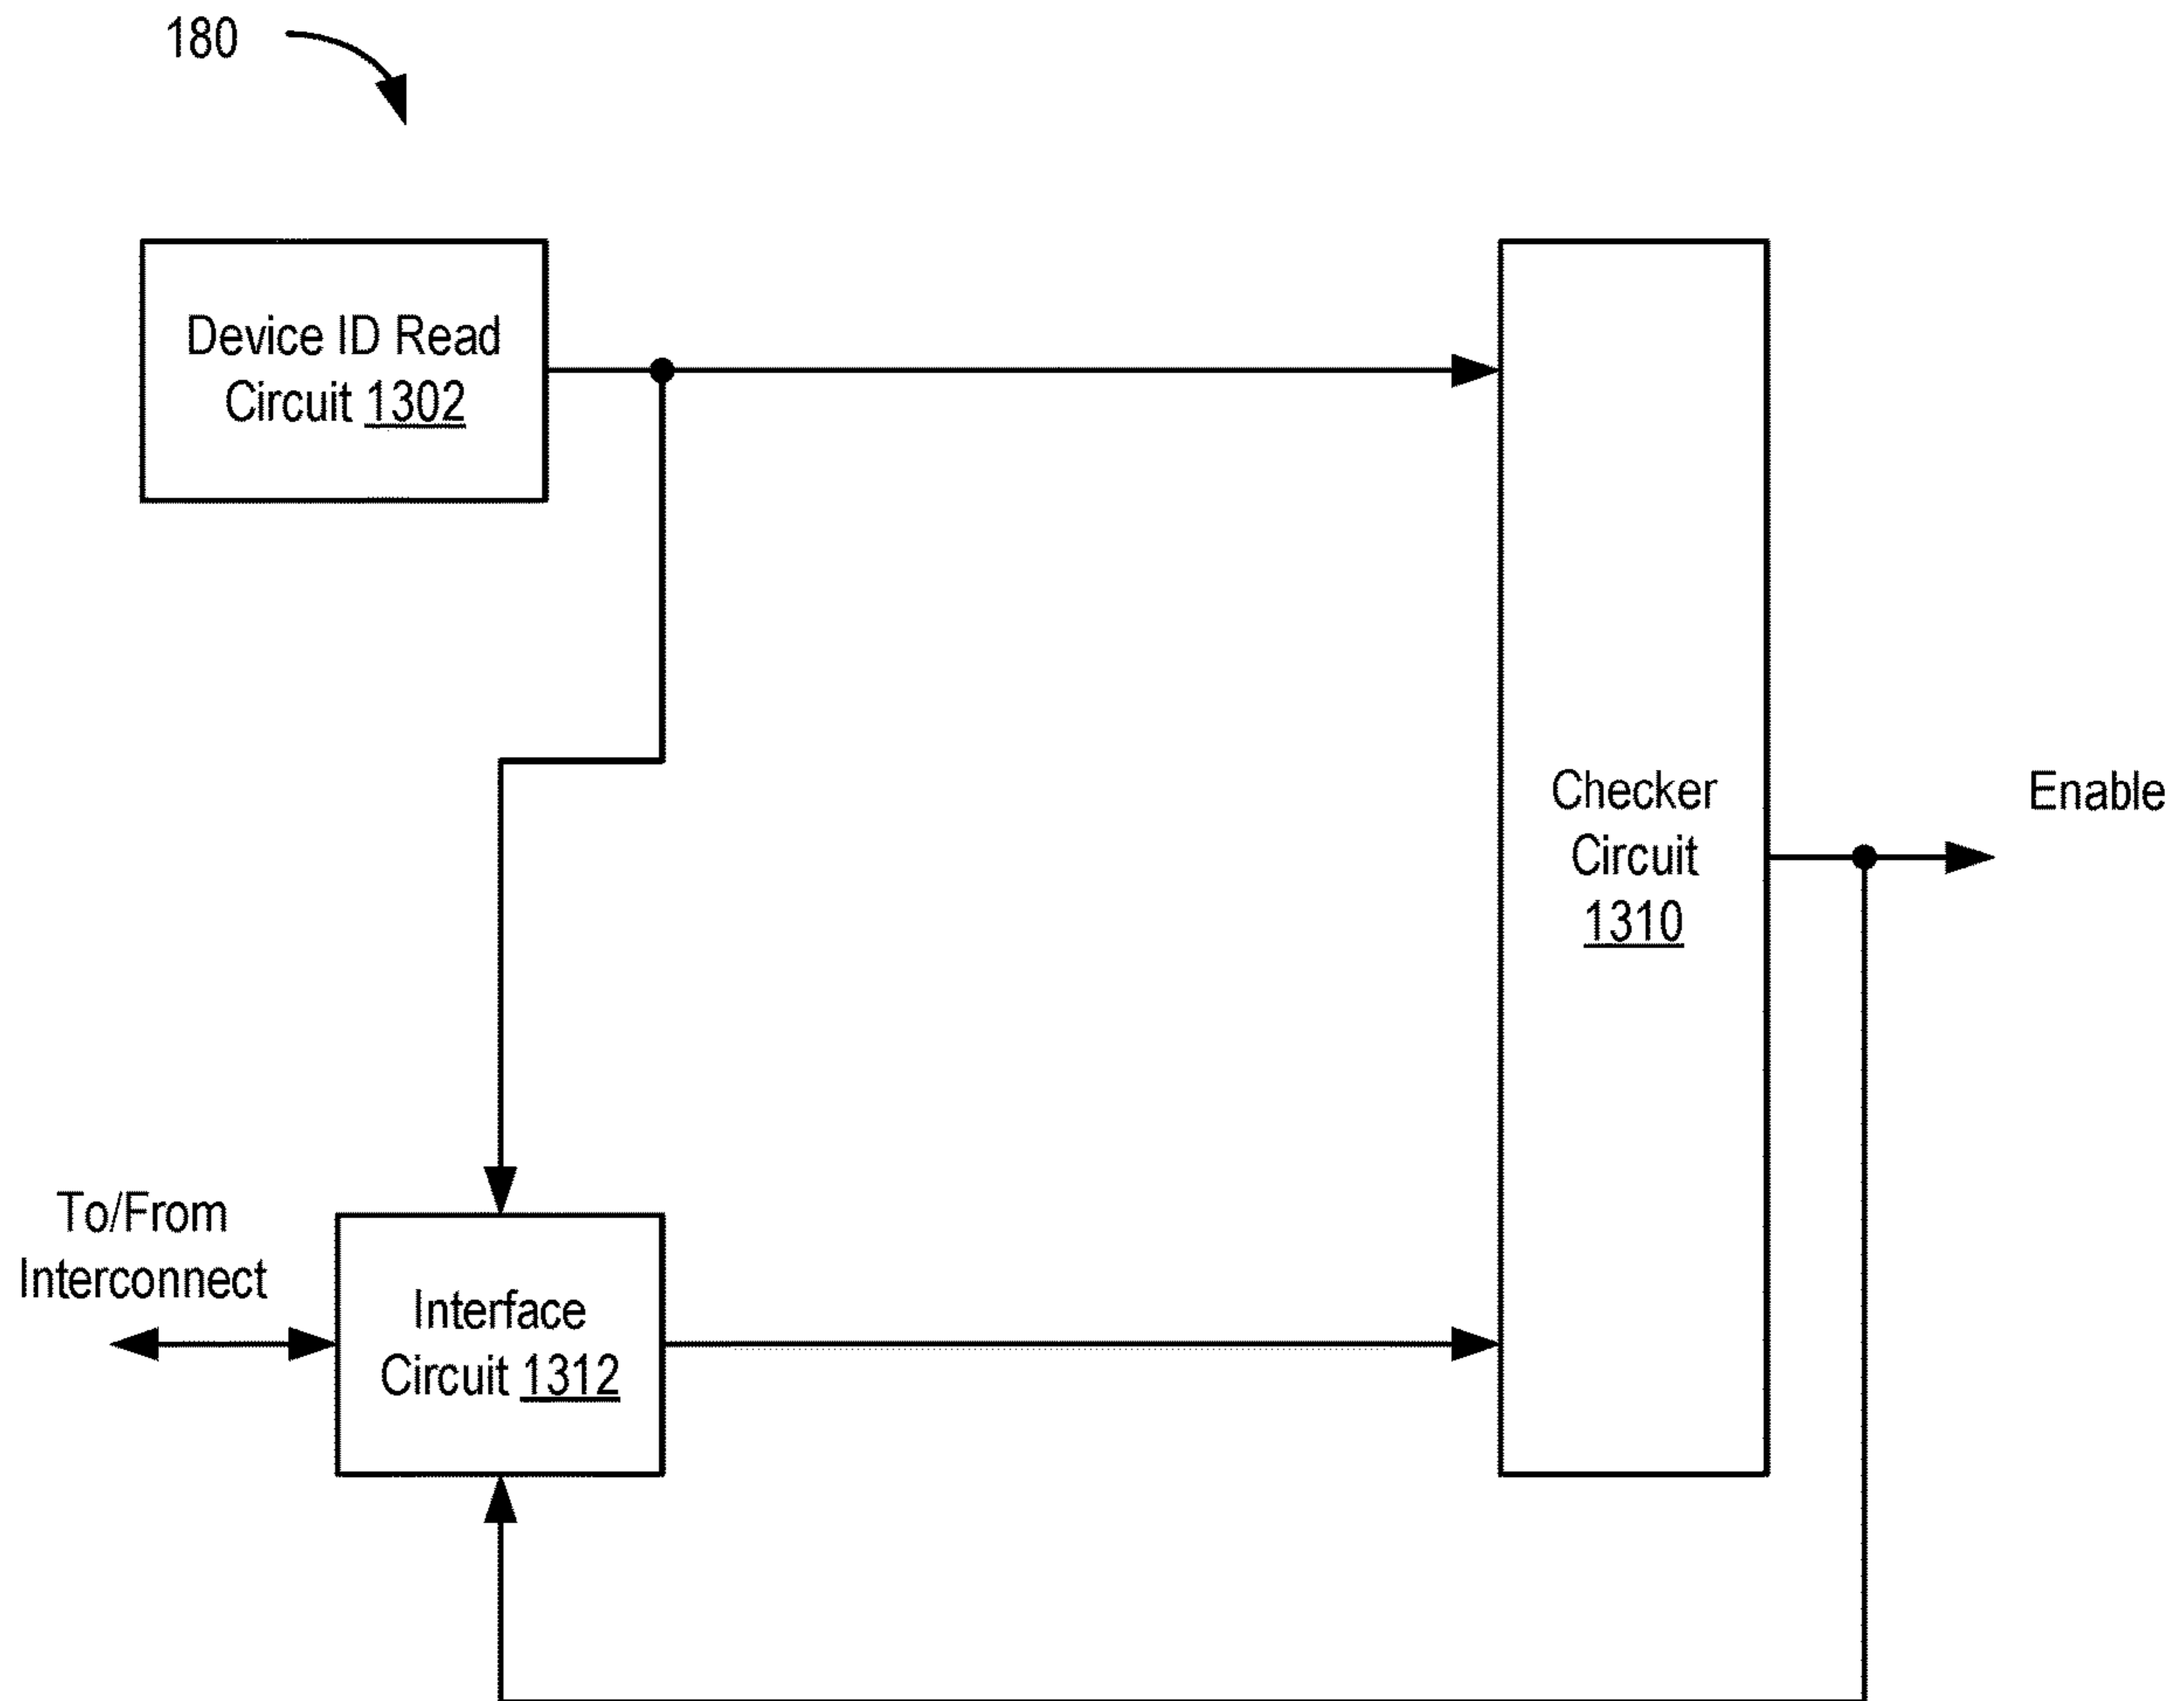 180
Device ID Read
Circuit 1302
Checker
Circuit
1310
Enable
To/From
Interconnect
Interface
Circuit 1312